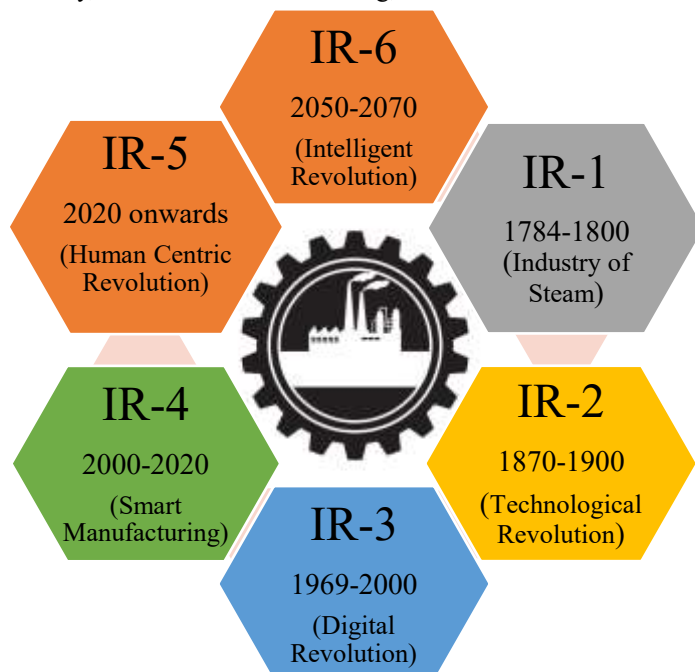 IR-6
2050-2070
(Intelligent
Revolution)
IR-5
2020 onwards
(Human Centric
Revolution)
IR-1
1784-1800
(Industry of
Steam)
IR-4
2000-2020
(Smart
Manufacturing)
IR-2
1870-1900
(Technological
Revolution)
IR-3
1969-2000
(Digital
Revolution)